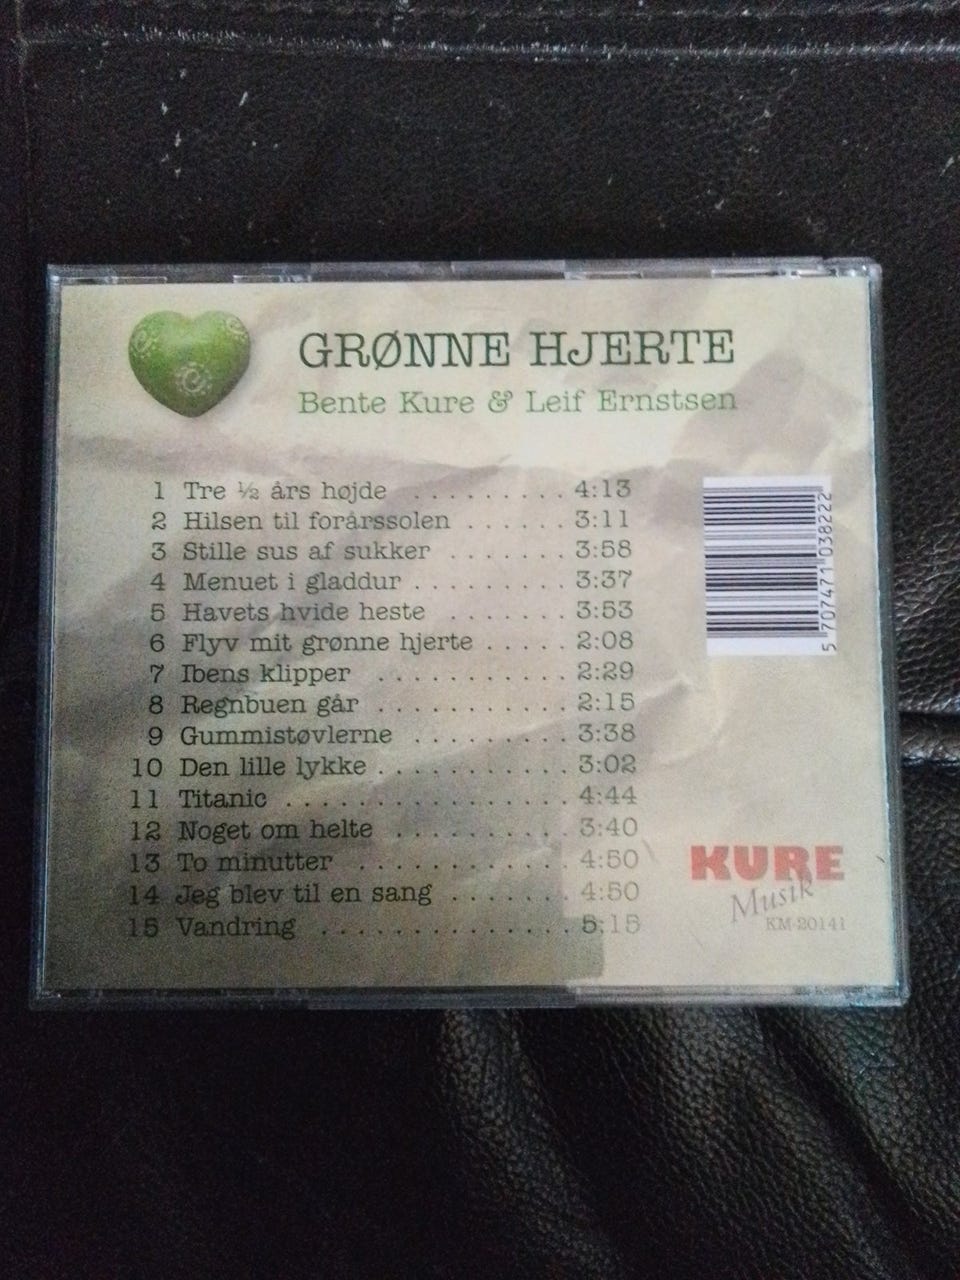 GRØNNE HJERTE
Bente Kure & Leif Ernstsen
1 Tre ½ års højde ......... 4:13
2 Hilsen til forårssolen ...... 3:11
3 Stille sus af sukker ....... 3:58
4 Menuet i gladdur ........ 3:37
5 Havets hvide heste ....... 3:53
6 Flyv mit grønne hjerte ..... 2:08
7 Ibens klipper ........... 2:29
8 Regnbuen går ........... 2:15
9 Gummistøvlerne ......... 3:38
10 Den lille lykke ........... 3:02
11 Titanic ................ 4:44
12 Noget om helte .......... 3:40
13 To minutter ............ 4:50
14 Jeg blev til en sang ....... 4:50
15 Vandring .............. 5:15
5 707471 038222
KURE
Musik
KM-20141